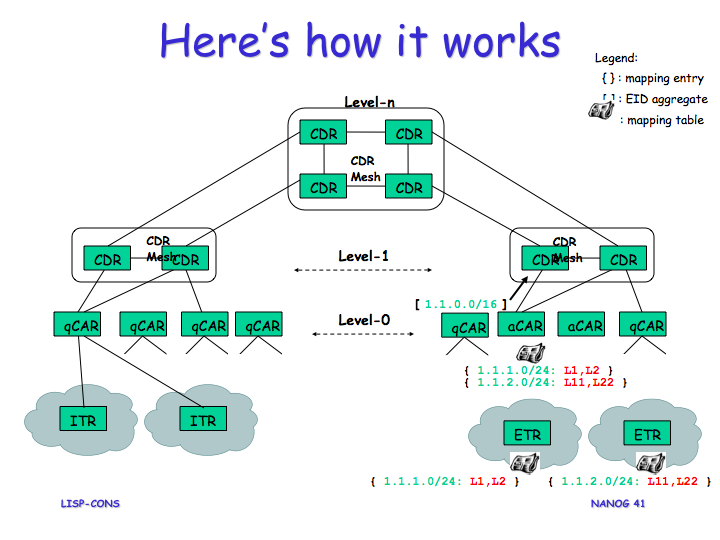 Here's how it works
Legend:
{ } : mapping entry
[ ] : EID aggregate
: mapping table
Level-n
CDR CDR
CDR
Mesh
CDR CDR
CDR
Mesh
CDR CDR
Level-1
CDR
Mesh
CDR CDR
[ 1.1.0.0/16 ]
Level-0
qCAR qCAR qCAR qCAR qCAR aCAR aCAR qCAR
{ 1.1.1.0/24: L1,L2 }
{ 1.1.2.0/24: L11,L22 }
ITR ITR
ETR ETR
{ 1.1.1.0/24: L1,L2 } { 1.1.2.0/24: L11,L22 }
LISP-CONS NANOG 41